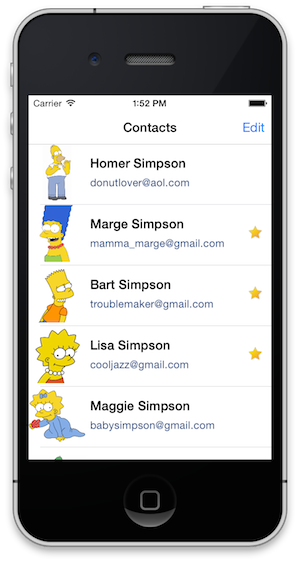 Carrier 1:52 PM
Contacts Edit
Homer Simpson
donutlover@aol.com
Marge Simpson
mamma_marge@gmail.com
Bart Simpson
troublemaker@gmail.com
Lisa Simpson
cooljazz@gmail.com
Maggie Simpson
babysimpson@gmail.com